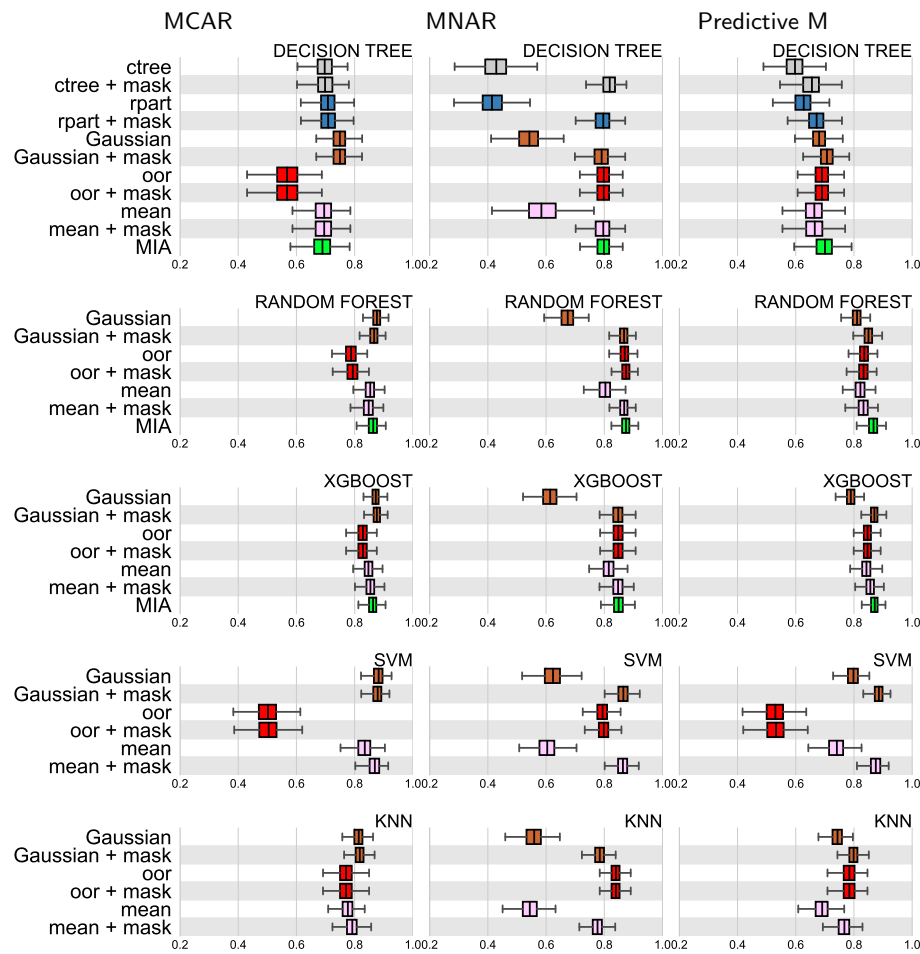 MCAR MNAR Predictive M
DECISION TREE DECISION TREE DECISION TREE
ctree
ctree + mask
rpart
rpart + mask
Gaussian
Gaussian + mask
oor
oor + mask
mean
mean + mask
MIA
0.2 0.4 0.6 0.8 1.0 0.2 0.4 0.6 0.8 1.0 0.2 0.4 0.6 0.8 1.0
RANDOM FOREST RANDOM FOREST RANDOM FOREST
Gaussian
Gaussian + mask
oor
oor + mask
mean
mean + mask
MIA
0.2 0.4 0.6 0.8 1.0 0.2 0.4 0.6 0.8 1.0 0.2 0.4 0.6 0.8 1.0
XGBOOST XGBOOST XGBOOST
Gaussian
Gaussian + mask
oor
oor + mask
mean
mean + mask
MIA
0.2 0.4 0.6 0.8 1.0 0.2 0.4 0.6 0.8 1.0 0.2 0.4 0.6 0.8 1.0
SVM SVM SVM
Gaussian
Gaussian + mask
oor
oor + mask
mean
mean + mask
0.2 0.4 0.6 0.8 1.0 0.2 0.4 0.6 0.8 1.0 0.2 0.4 0.6 0.8 1.0
KNN KNN KNN
Gaussian
Gaussian + mask
oor
oor + mask
mean
mean + mask
0.2 0.4 0.6 0.8 1.0 0.2 0.4 0.6 0.8 1.0 0.2 0.4 0.6 0.8 1.0